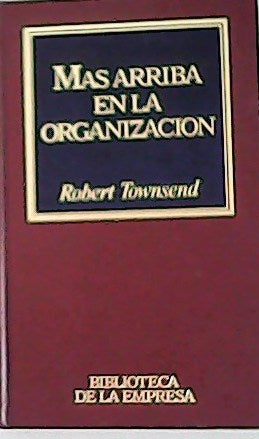 MAS ARRIBA
EN LA
ORGANIZACION
Robert Townsend
BIBLIOTECA
DE LA EMPRESA